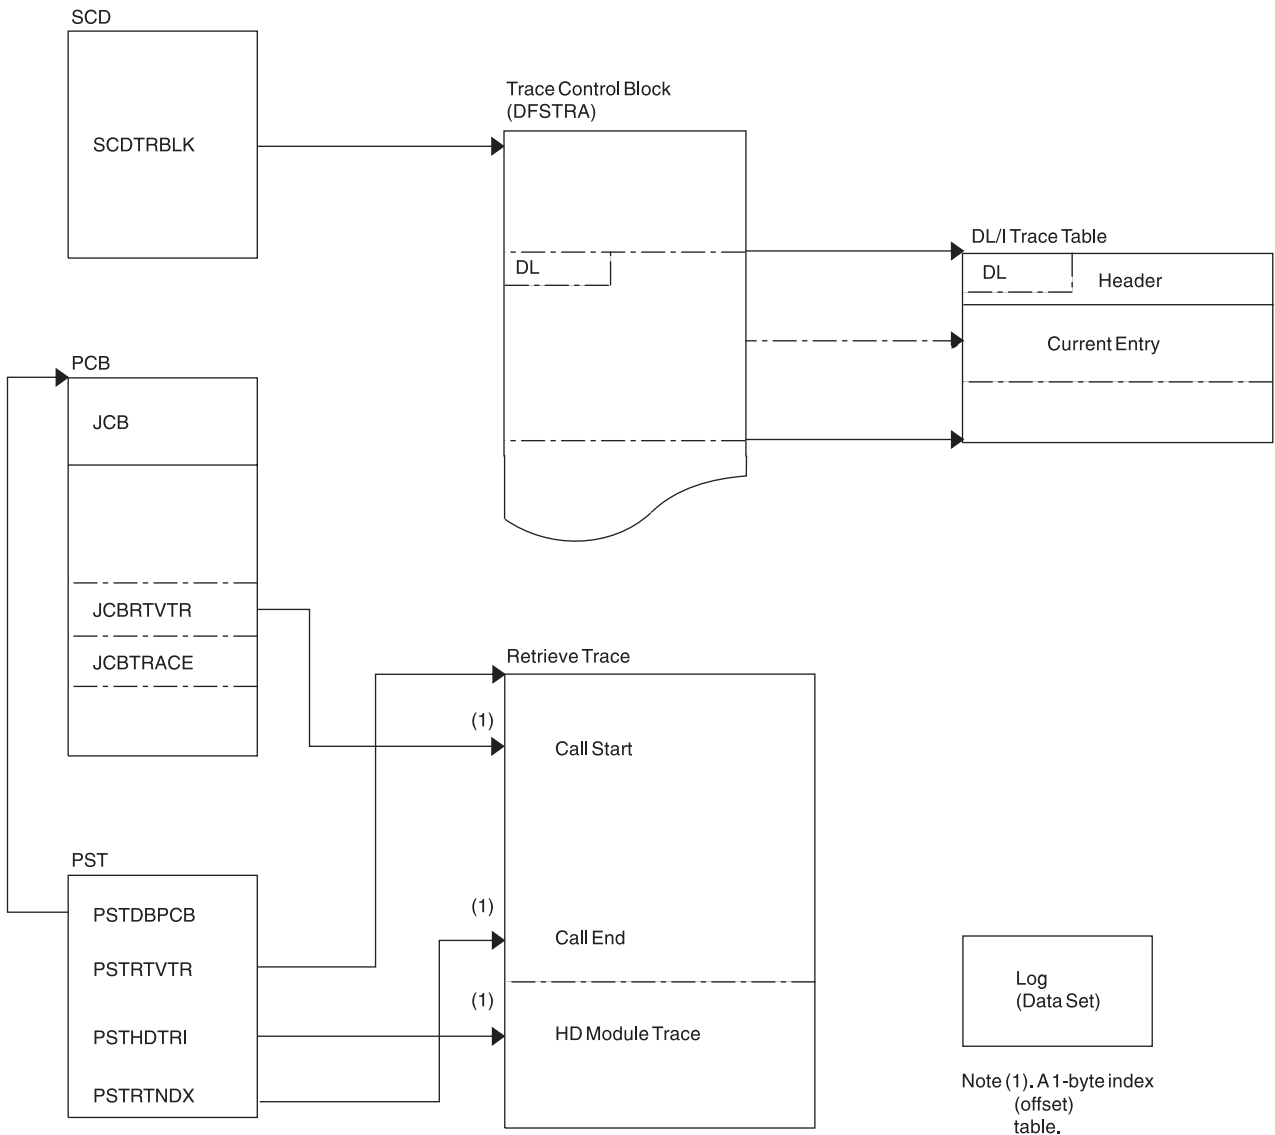 SCD
SCDTRBLK
Trace Control Block
(DFSTRA)
DL
DL/I Trace Table
DL
Header
Current Entry
PCB
JCB
JCBRTVTR
JCBTRACE
Retrieve Trace
(1)
Call Start
PST
PSTDBPCB
PSTRTVTR
PSTHDTRI
PSTRTNDX
(1)
Call End
(1)
HD Module Trace
Log
(Data Set)
Note (1). A 1-byte index
(offset)
table.